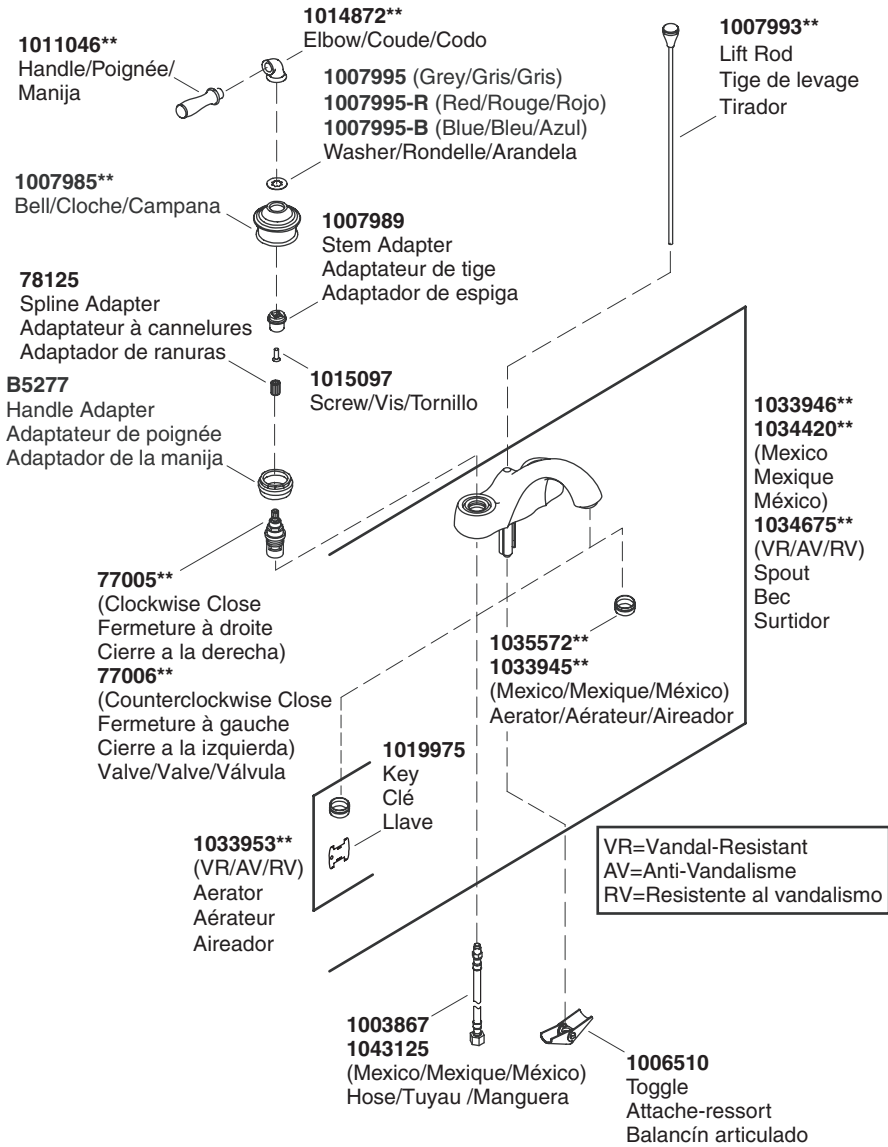 1014872**
Elbow/Coude/Codo
1011046**
Handle/Poignée/
Manija
1007993**
Lift Rod
Tige de levage
Tirador
1007995 (Grey/Gris/Gris)
1007995-R (Red/Rouge/Rojo)
1007995-B (Blue/Bleu/Azul)
Washer/Rondelle/Arandela
1007985**
Bell/Cloche/Campana
1007989
Stem Adapter
Adaptateur de tige
Adaptador de espiga
78125
Spline Adapter
Adaptateur à cannelures
Adaptador de ranuras
1015097
Screw/Vis/Tornillo
B5277
Handle Adapter
Adaptateur de poignée
Adaptador de la manija
1033946**
1034420**
(Mexico
Mexique
México)
1034675**
(VR/AV/RV)
Spout
Bec
Surtidor
77005**
(Clockwise Close
Fermeture à droite
Cierre a la derecha)
77006**
(Counterclockwise Close
Fermeture à gauche
Cierre a la izquierda)
Valve/Valve/Válvula
1035572**
1033945**
(Mexico/Mexique/México)
Aerator/Aérateur/Aireador
1019975
Key
Clé
Llave
1033953**
(VR/AV/RV)
Aerator
Aérateur
Aireador
VR=Vandal-Resistant
AV=Anti-Vandalisme
RV=Resistente al vandalismo
1003867
1043125
(Mexico/Mexique/México)
Hose/Tuyau /Manguera
1006510
Toggle
Attache-ressort
Balancín articulado